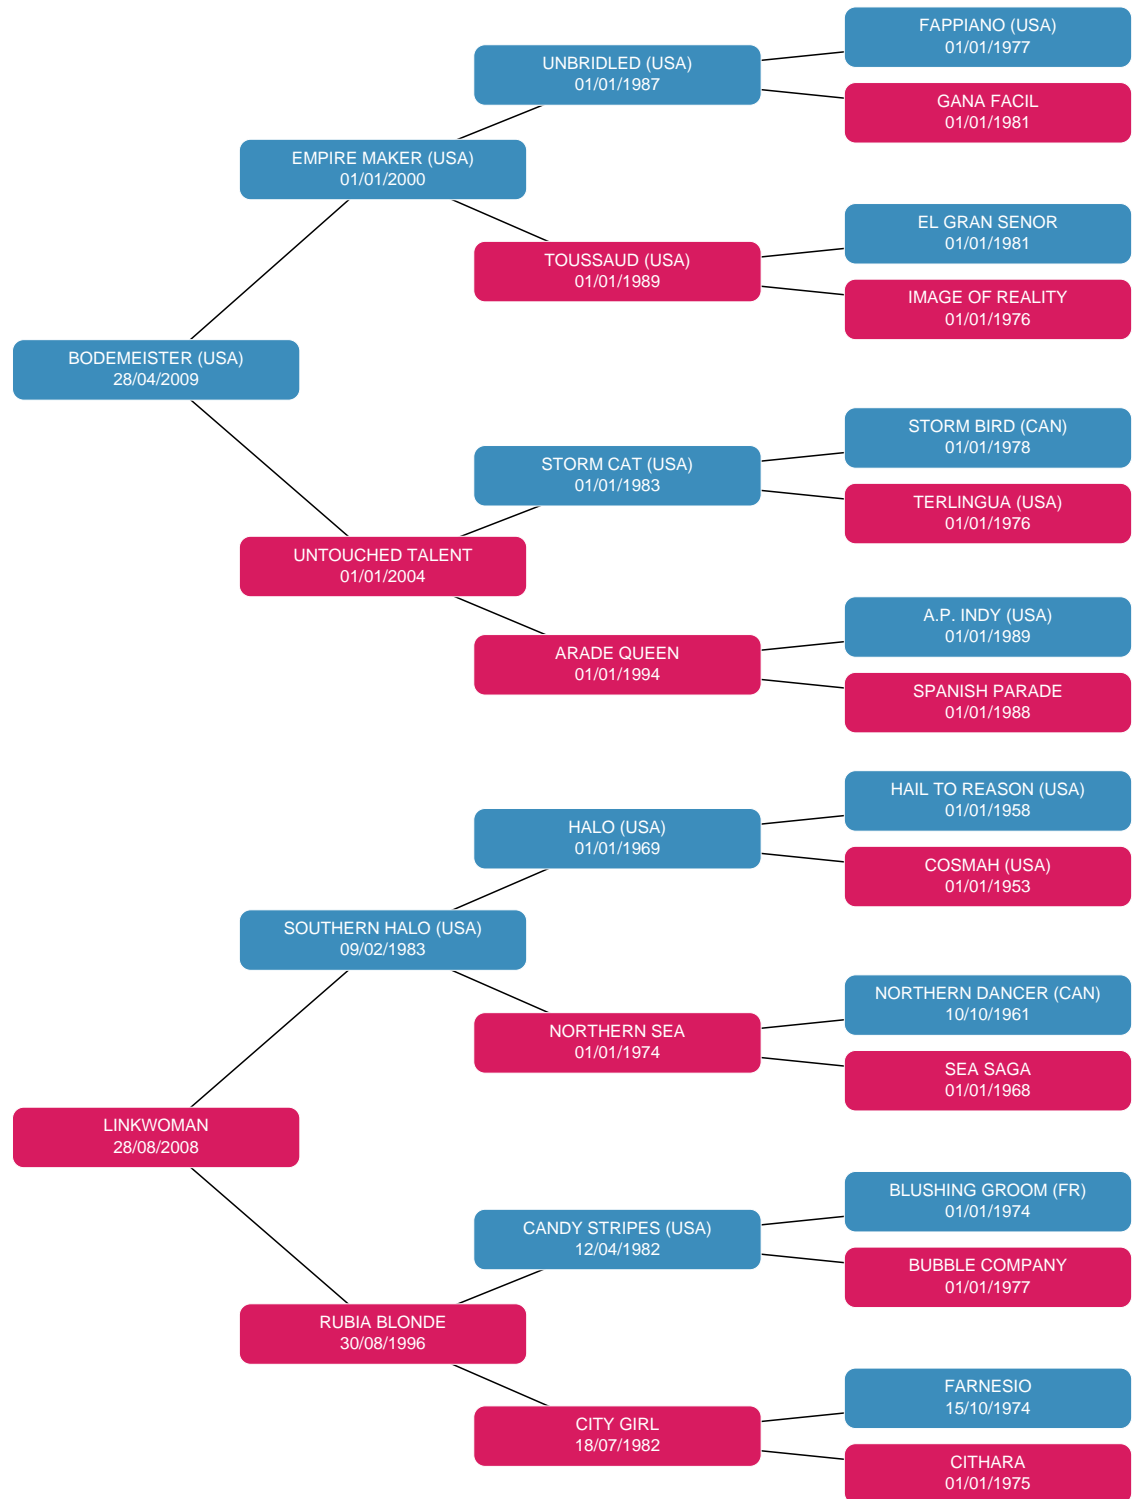 FAPPIANO (USA)
01/01/1977
UNBRIDLED (USA)
01/01/1987
GANA FACIL
01/01/1981
EMPIRE MAKER (USA)
01/01/2000
EL GRAN SENOR
01/01/1981
TOUSSAUD (USA)
01/01/1989
IMAGE OF REALITY
01/01/1976
BODEMEISTER (USA)
28/04/2009
STORM BIRD (CAN)
01/01/1978
STORM CAT (USA)
01/01/1983
TERLINGUA (USA)
01/01/1976
UNTOUCHED TALENT
01/01/2004
A.P. INDY (USA)
01/01/1989
ARADE QUEEN
01/01/1994
SPANISH PARADE
01/01/1988
HAIL TO REASON (USA)
01/01/1958
HALO (USA)
01/01/1969
COSMAH (USA)
01/01/1953
SOUTHERN HALO (USA)
09/02/1983
NORTHERN DANCER (CAN)
10/10/1961
NORTHERN SEA
01/01/1974
SEA SAGA
01/01/1968
LINKWOMAN
28/08/2008
BLUSHING GROOM (FR)
01/01/1974
CANDY STRIPES (USA)
12/04/1982
BUBBLE COMPANY
01/01/1977
RUBIA BLONDE
30/08/1996
FARNESIO
15/10/1974
CITY GIRL
18/07/1982
CITHARA
01/01/1975